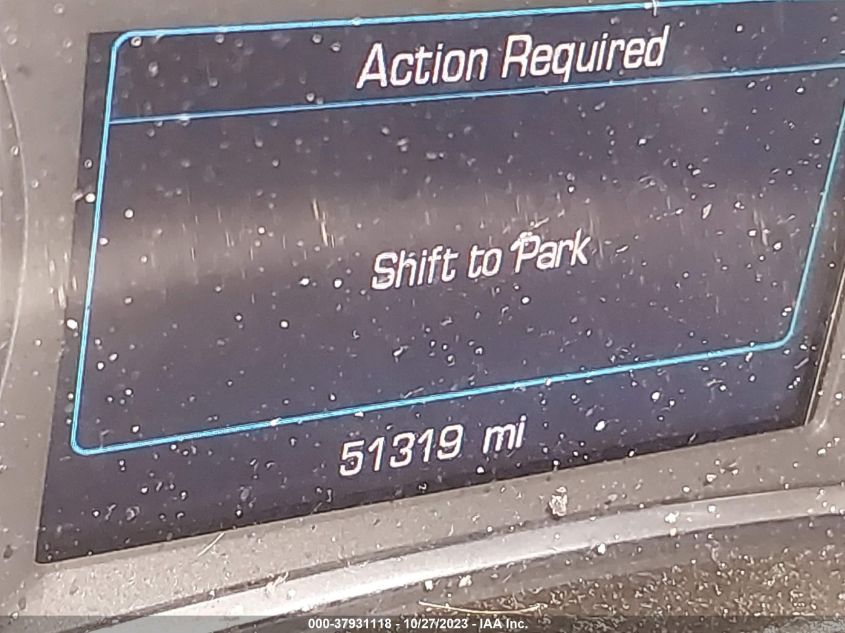 Action Required
Shift to Park
51319 mi
000-37931118 - 10/27/2023 - IAA Inc.